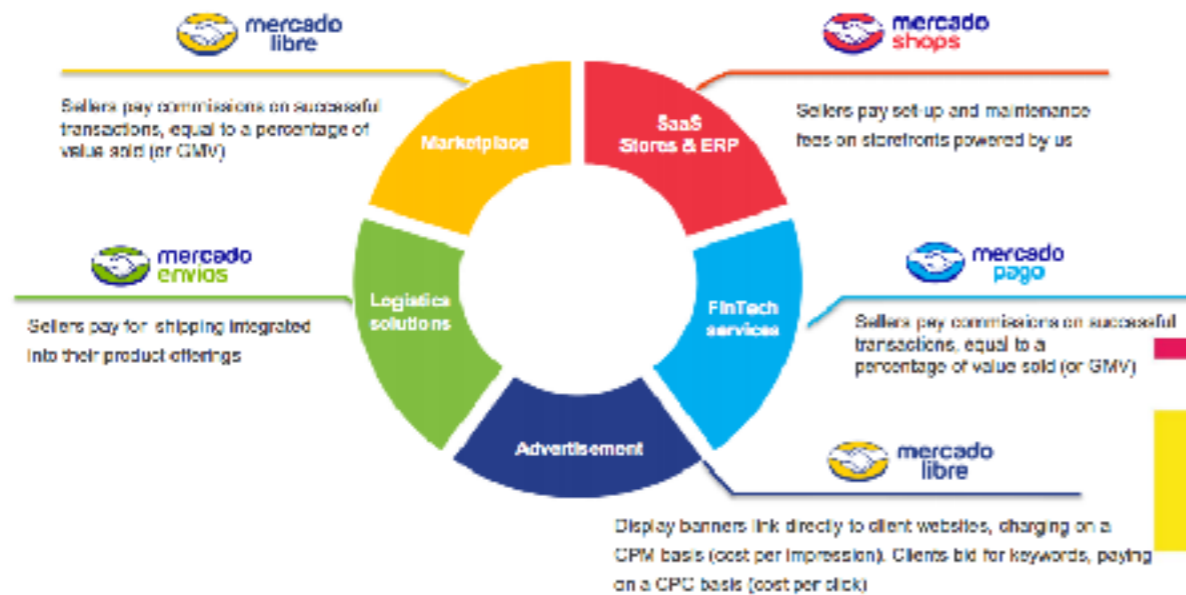 mercado
libre
Sellers pay commissions on successful
transactions, equal to a percentage of
value sold (or GMV)
mercado
shops
Sellers pay set-up and maintenance
fees on storefronts powered by us
Marketplace
SaaS
Stores & ERP
mercado
envios
Sellers pay for shipping integrated
into their product offerings
Logistics
solutions
FinTech
services
mercado
pago
Sellers pay commissions on successful
transactions, equal to a
percentage of value sold (or GMV)
Advertisement
mercado
libre
Display banners link directly to client websites, charging on a
CPM basis (cost per impression). Clients bid for keywords, paying
on a CPC basis (cost per click)